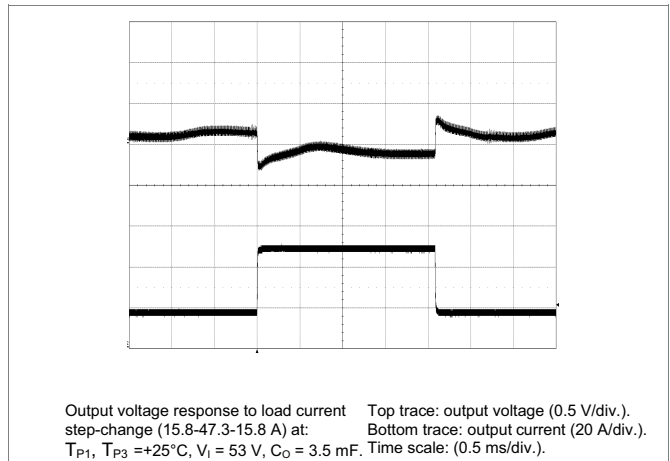 Output voltage response to load current
step-change (15.8-47.3-15.8 A) at:
TP1, TP3 =+25°C, VI = 53 V, CO = 3.5 mF.
Top trace: output voltage (0.5 V/div.).
Bottom trace: output current (20 A/div.).
Time scale: (0.5 ms/div.).